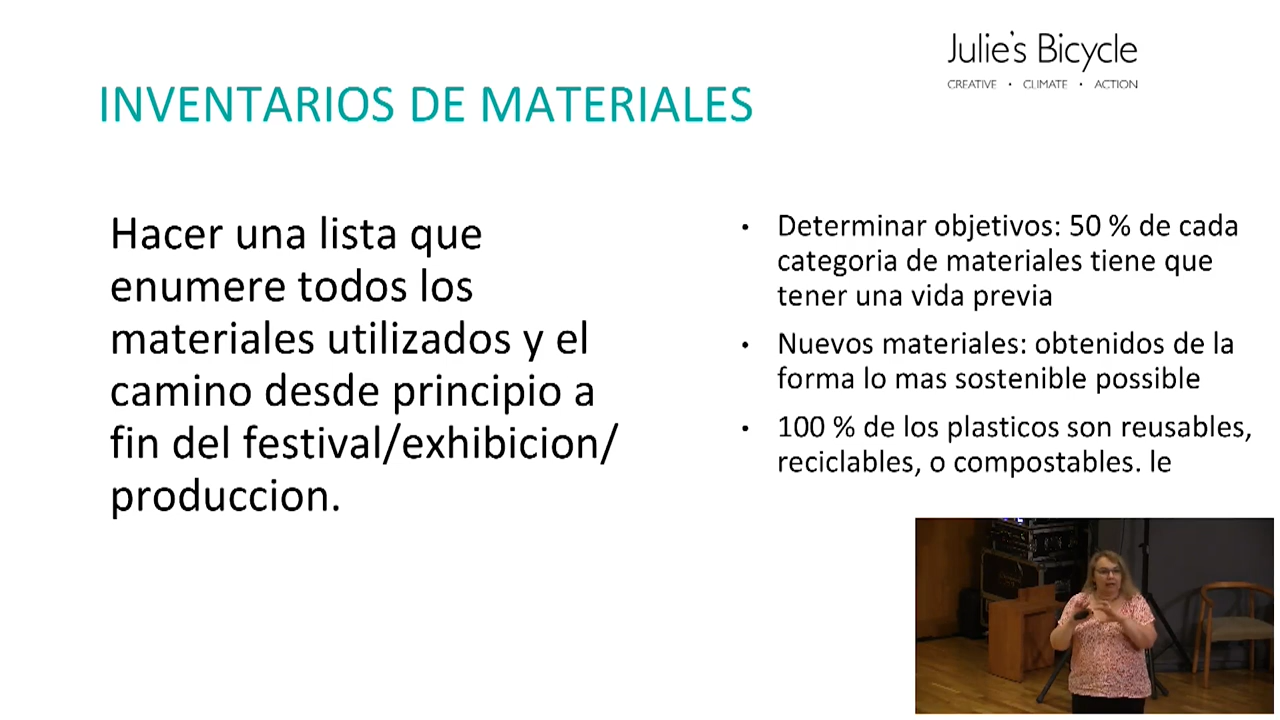 Julie's Bicycle
CREATIVE • CLIMATE • ACTION
INVENTARIOS DE MATERIALES
Hacer una lista que
enumere todos los
materiales utilizados y el
camino desde principio a
fin del festival/exhibicion/
produccion.
• Determinar objetivos: 50 % de cada
categoria de materiales tiene que
tener una vida previa
• Nuevos materiales: obtenidos de la
forma lo mas sostenible possible
• 100 % de los plasticos son reusables,
reciclables, o compostables. le